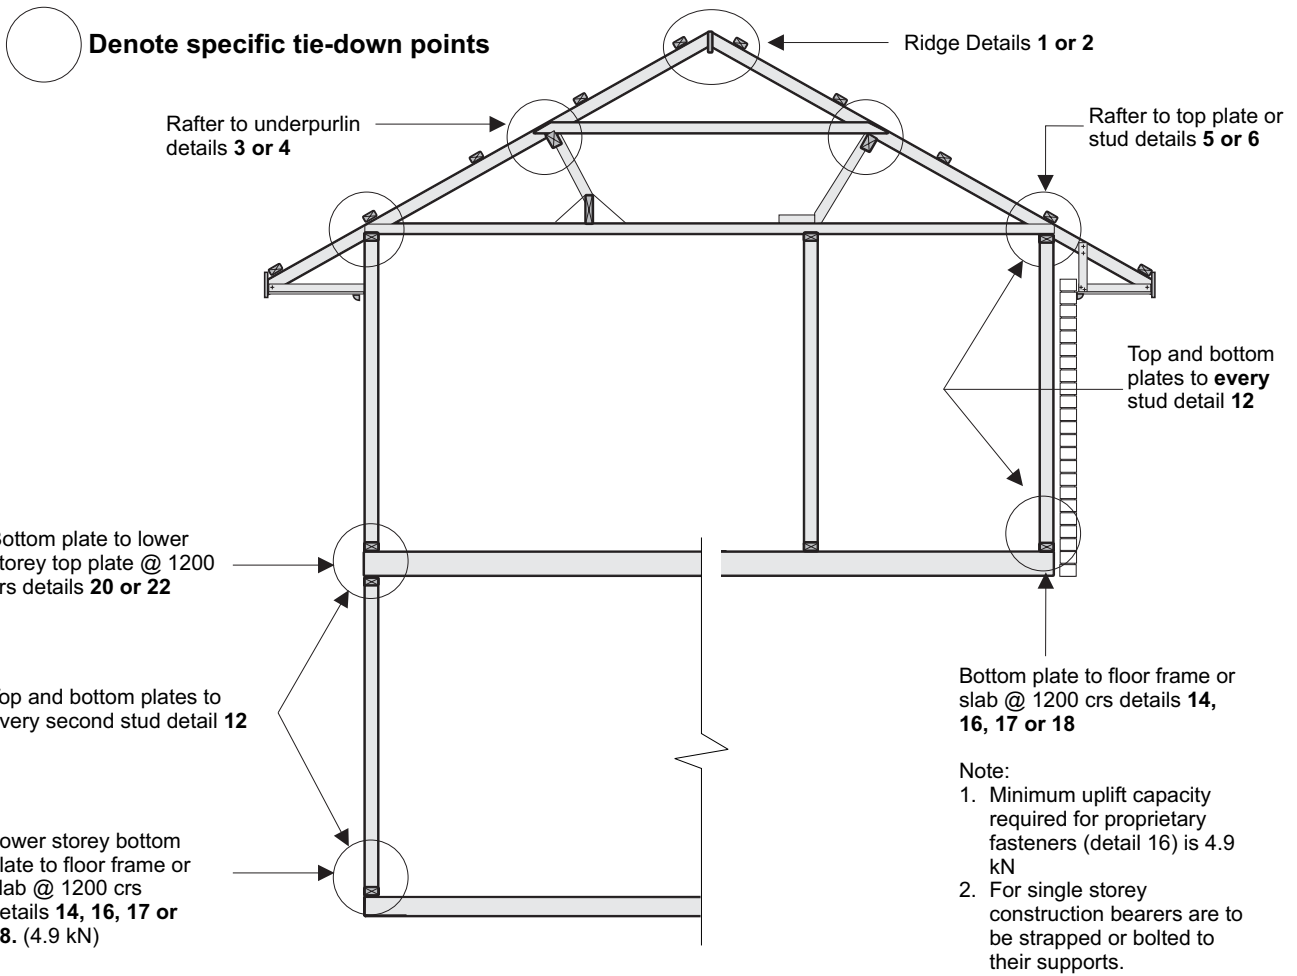 Denote specific tie-down points
Ridge Details 1 or 2
Rafter to underpurlin
details 3 or 4
Rafter to top plate or
stud details 5 or 6
Top and bottom
plates to every
stud detail 12
ottom plate to lower
torey top plate @ 1200
rs details 20 or 22
op and bottom plates to
very second stud detail 12
ower storey bottom
late to floor frame or
lab @ 1200 crs
etails 14, 16, 17 or
8. (4.9 kN)
Bottom plate to floor frame or
slab @ 1200 crs details 14,
16, 17 or 18
Note:
1. Minimum uplift capacity
required for proprietary
fasteners (detail 16) is 4.9
kN
2. For single storey
construction bearers are to
be strapped or bolted to
their supports.